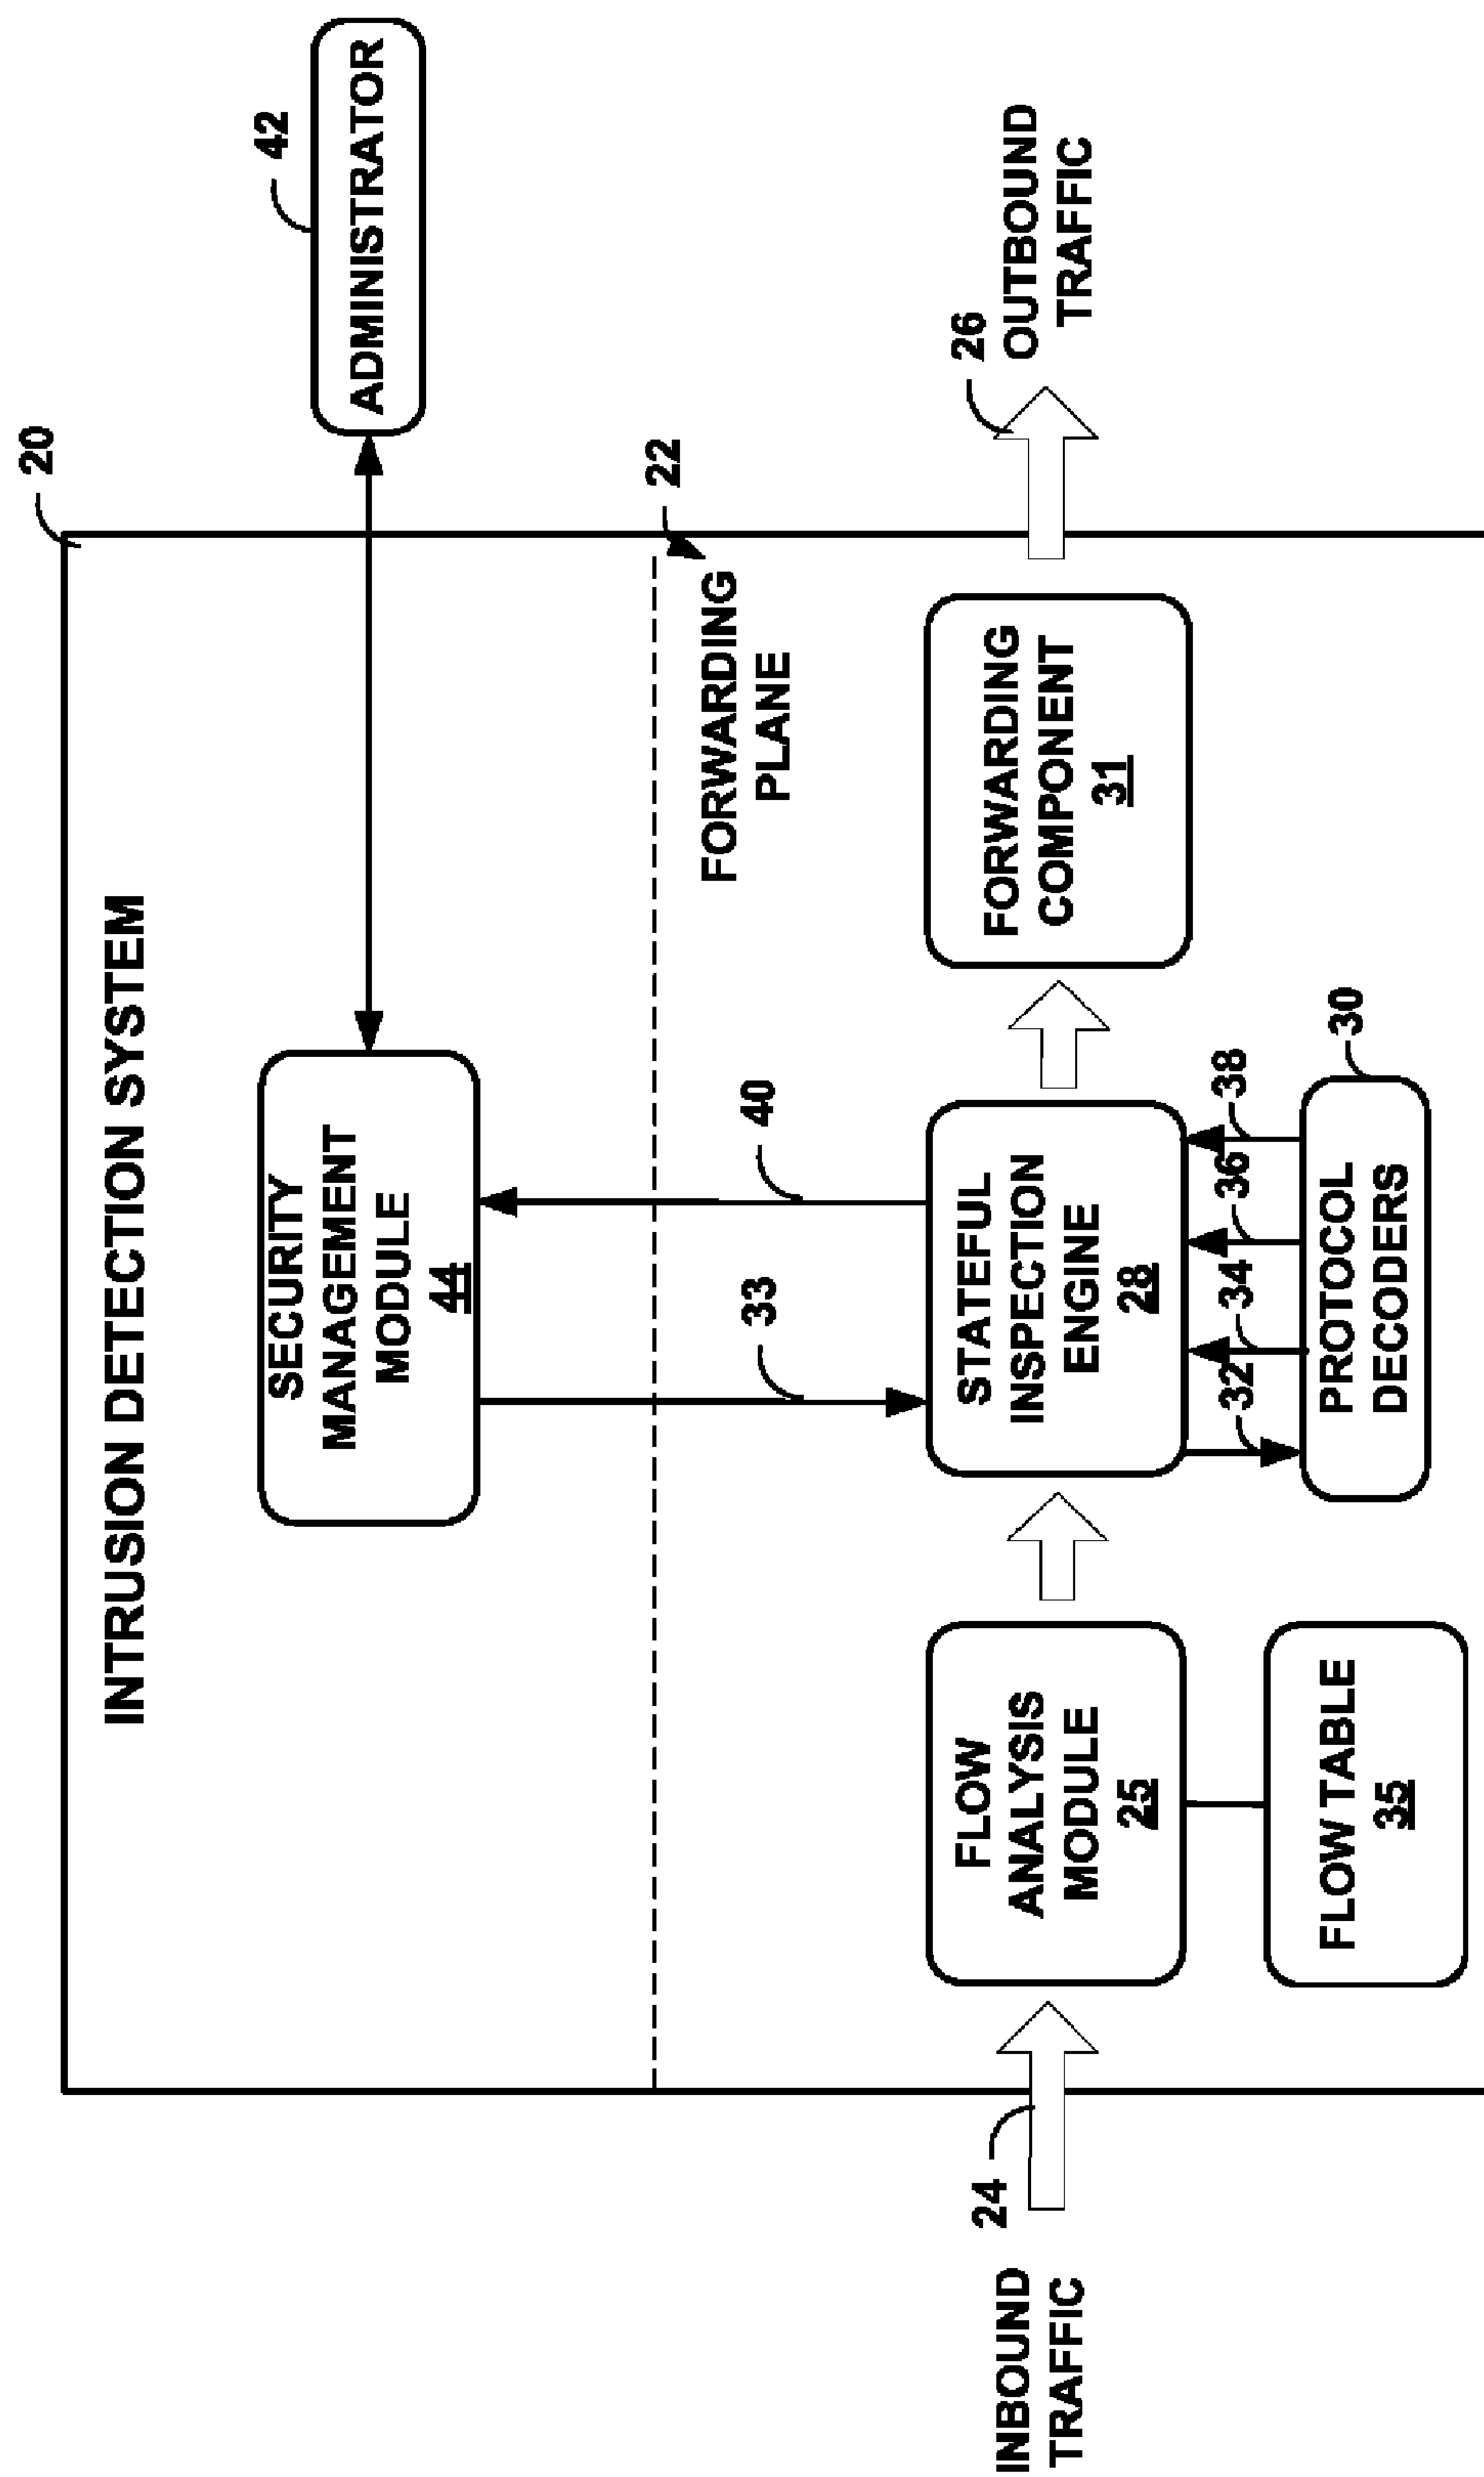 20
INTRUSION DETECTION SYSTEM
42
ADMINISTRATOR
SECURITY
MANAGEMENT
MODULE
44
22
FORWARDING
PLANE
33
40
INBOUND
TRAFFIC
24
FLOW
ANALYSIS
MODULE
25
STATEFUL
INSPECTION
ENGINE
28
FORWARDING
COMPONENT
31
26
OUTBOUND
TRAFFIC
32
34
36
38
30
FLOW TABLE
35
PROTOCOL
DECODERS